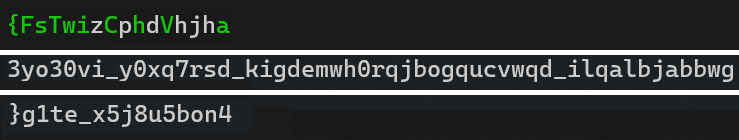 {FsTwizCphdVhjha
3yo30vi_y0xq7rsd_kigdemwh0rqjbogqucvwqd_ilqalbjabbwg
}g1te_x5j8u5bon4